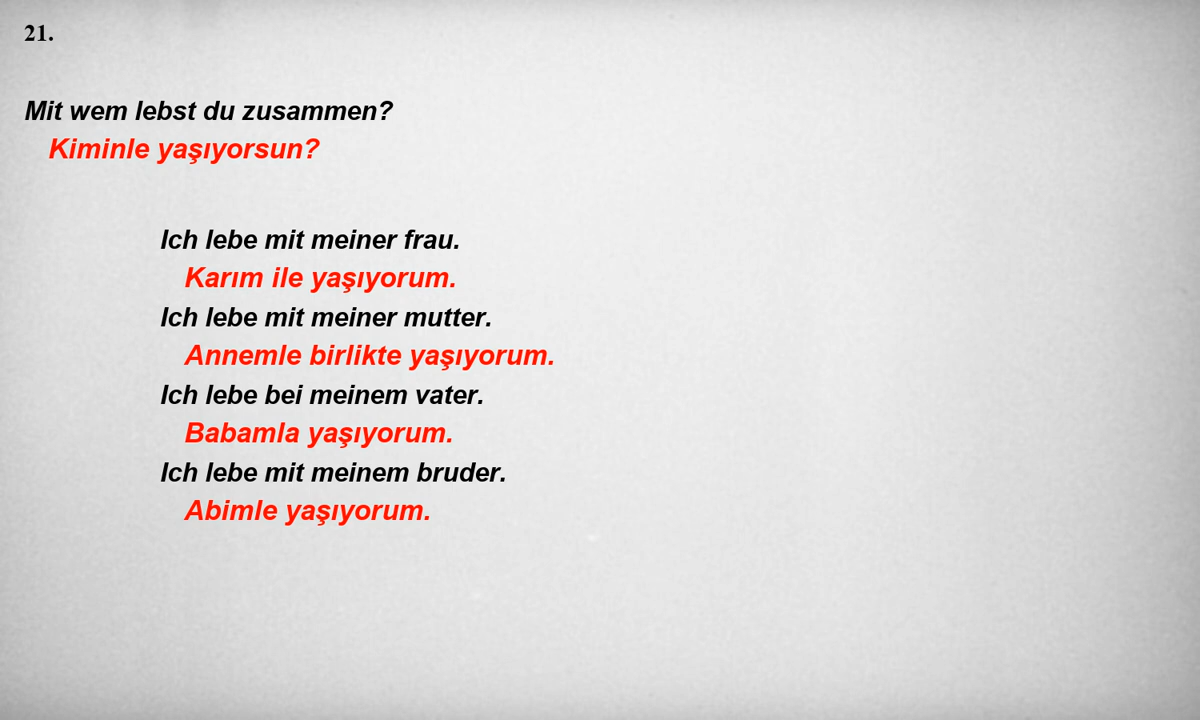 21.
Mit wem lebst du zusammen?
Kiminle yaşıyorsun?
Ich lebe mit meiner frau.
Karım ile yaşıyorum.
Ich lebe mit meiner mutter.
Annemle birlikte yaşıyorum.
Ich lebe bei meinem vater.
Babamla yaşıyorum.
Ich lebe mit meinem bruder.
Abimle yaşıyorum.